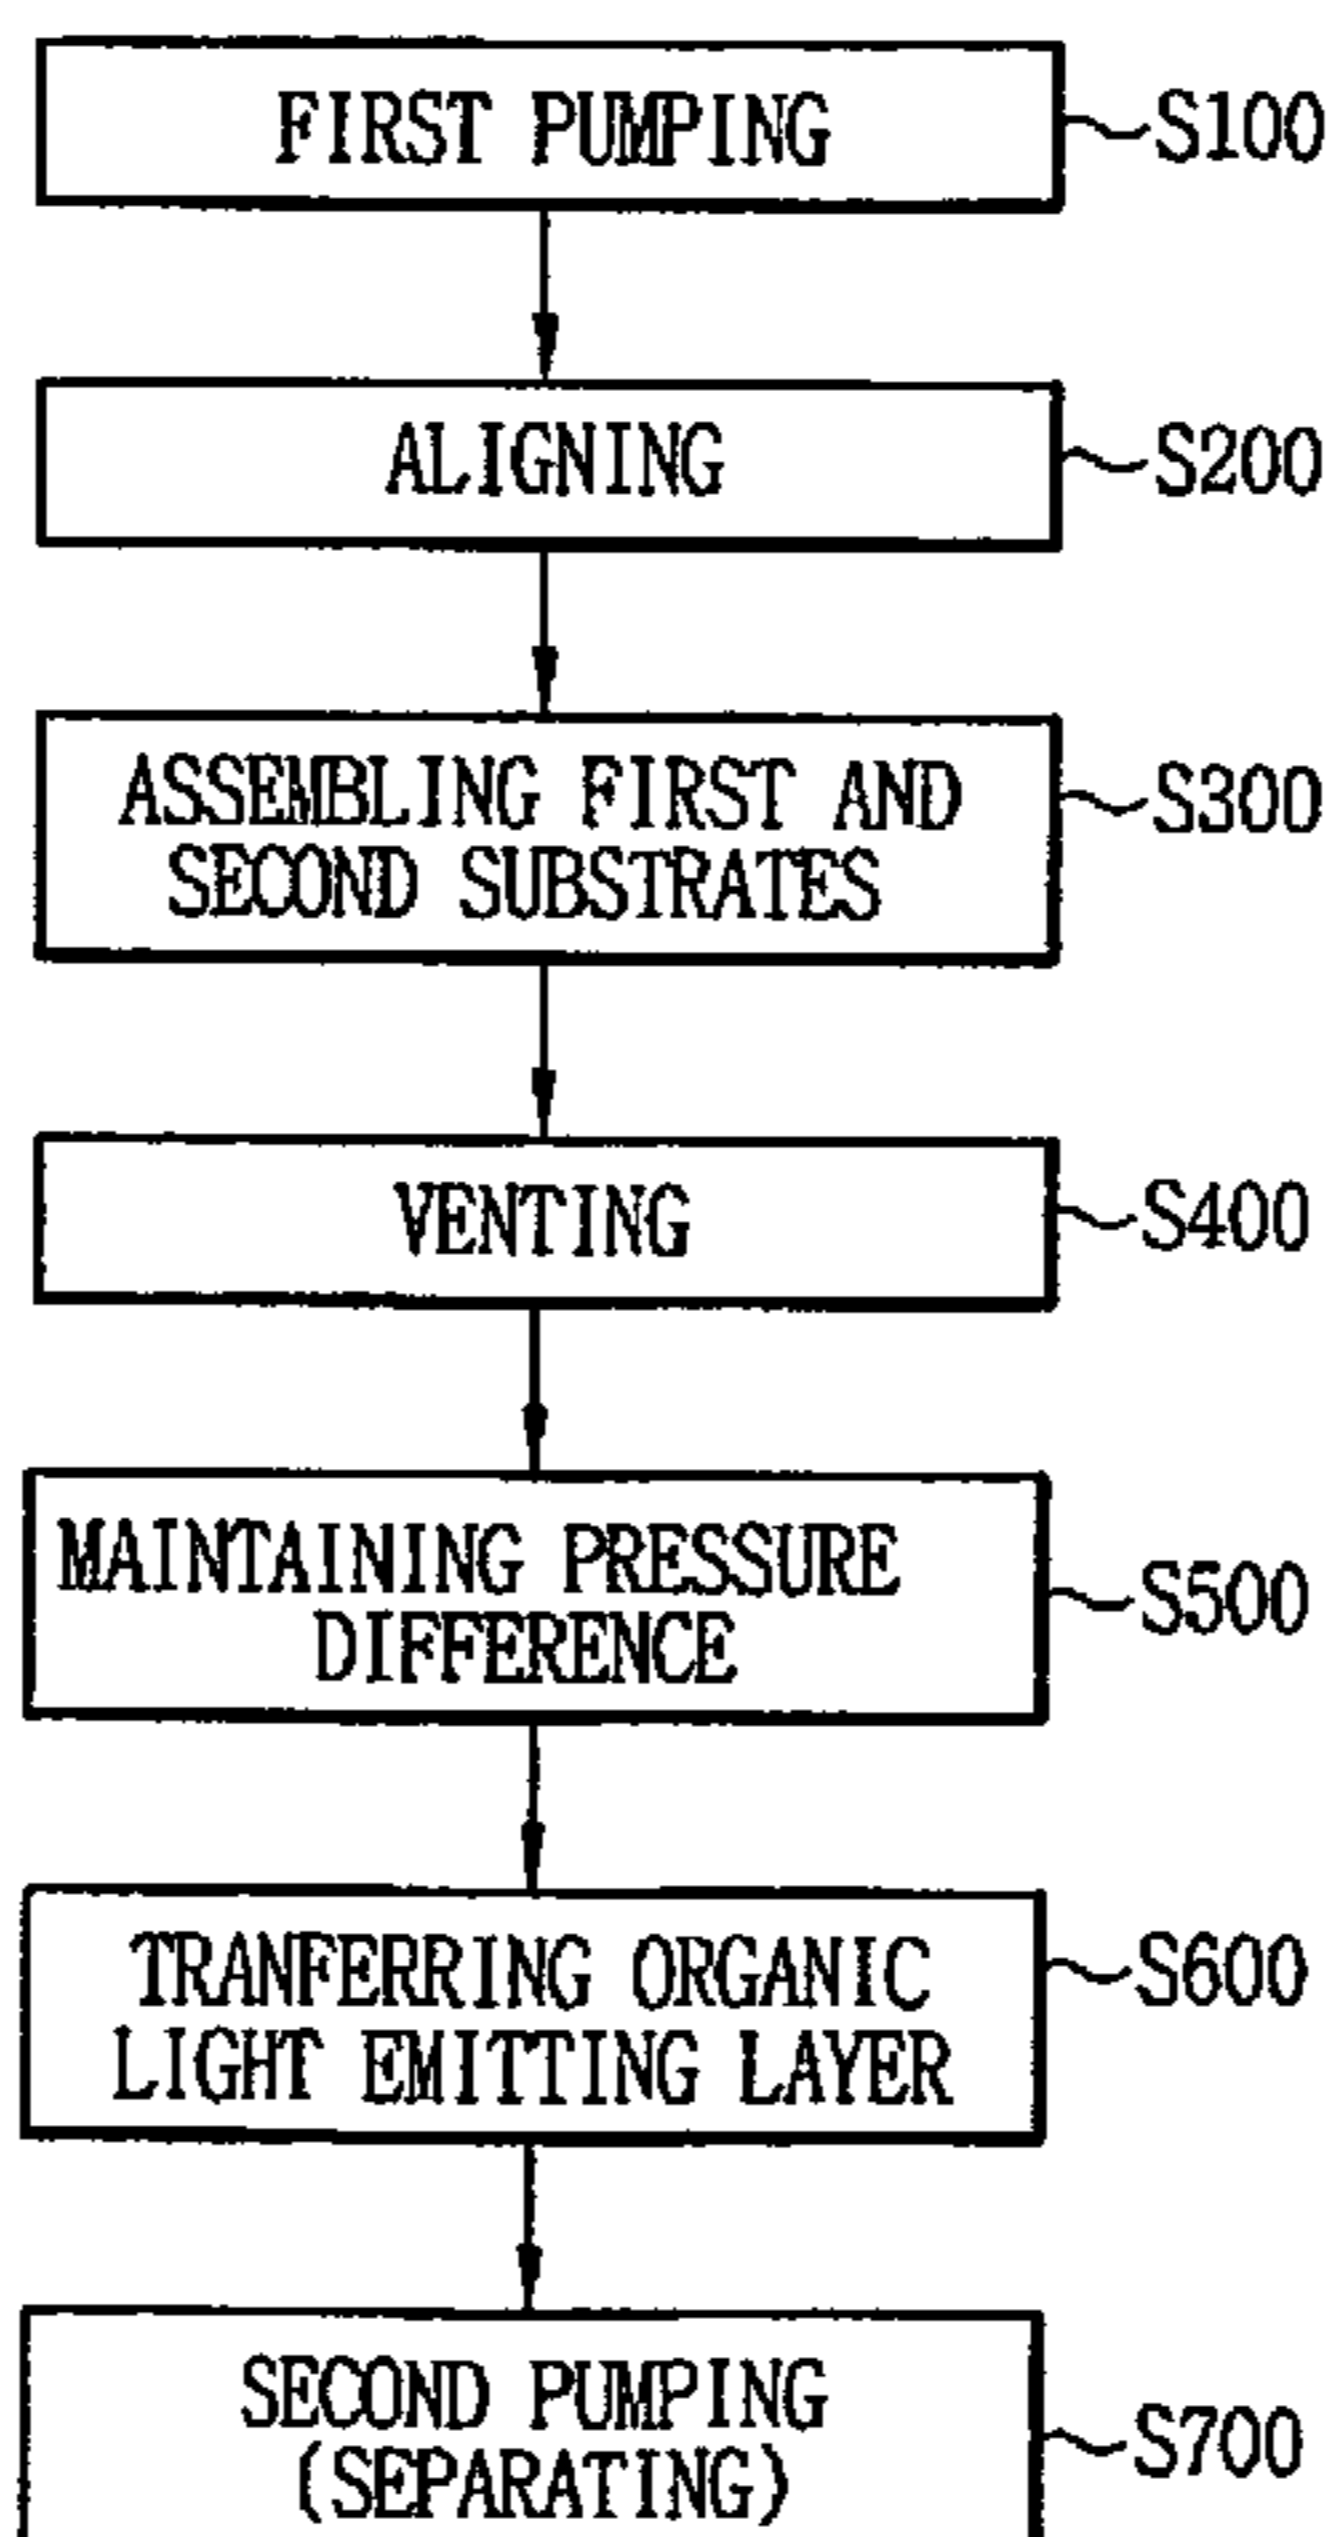 FIRST PUMPING
S100
ALIGNING
S200
ASSEMBLING FIRST AND
SECOND SUBSTRATES
S300
VENTING
S400
MAINTAINING PRESSURE
DIFFERENCE
S500
TRANFERRING ORGANIC
LIGHT EMITTING LAYER
S600
SECOND PUMPING
(SEPARATING)
S700